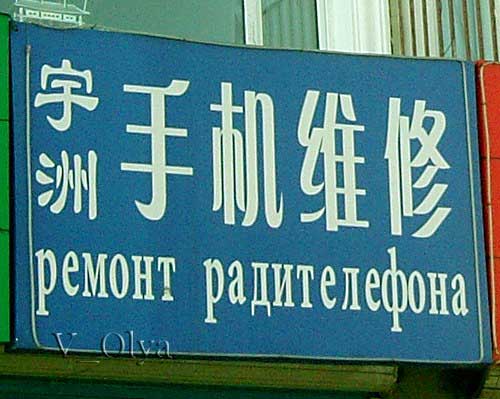 宇洲 手机维修
ремонт радителефона
V_Olya